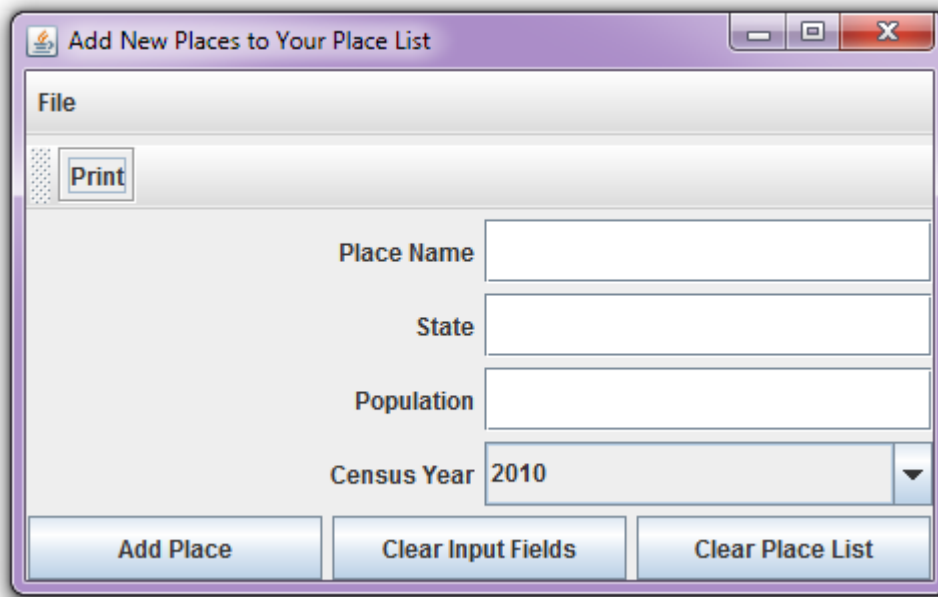 Add New Places to Your Place List
File
Print
Place Name
State
Population
Census Year 2010
Add Place Clear Input Fields Clear Place List